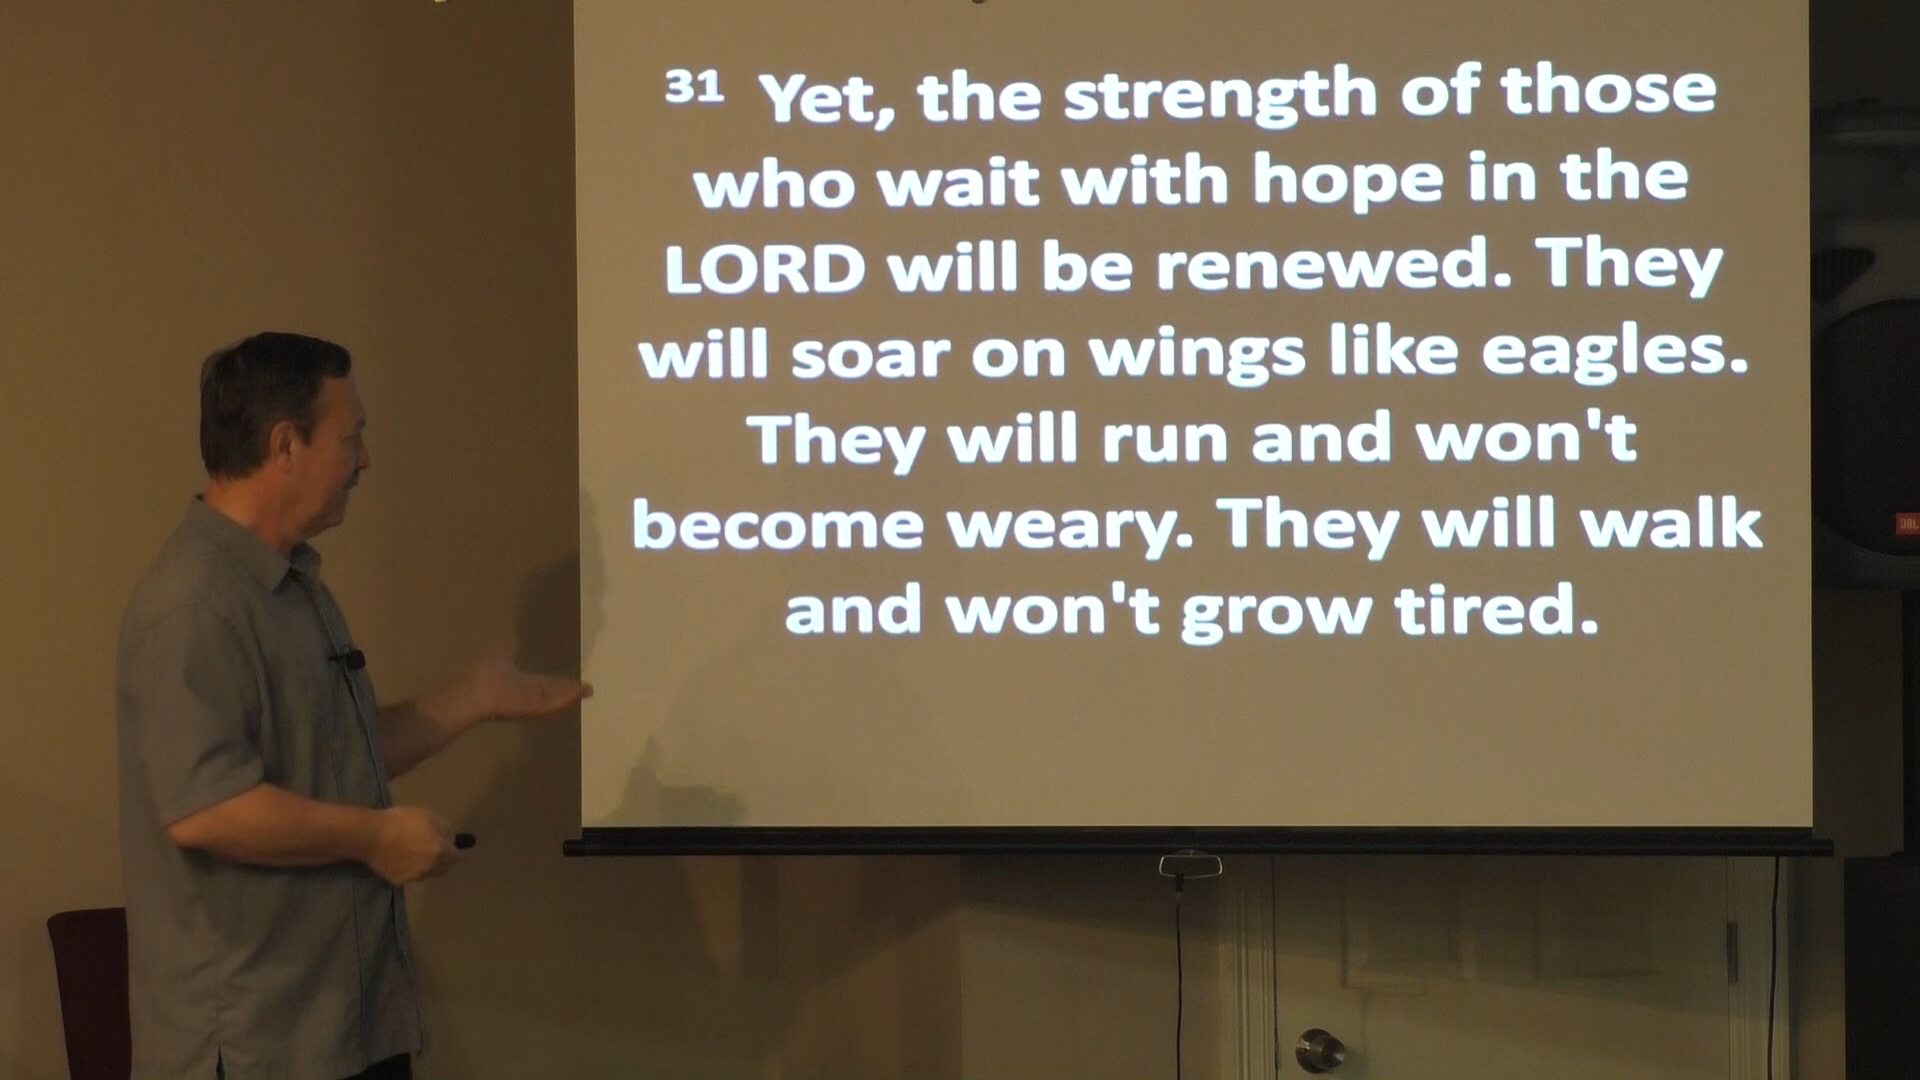 31 Yet, the strength of those
who wait with hope in the
LORD will be renewed. They
will soar on wings like eagles.
They will run and won't
become weary. They will walk
and won't grow tired.
JBL